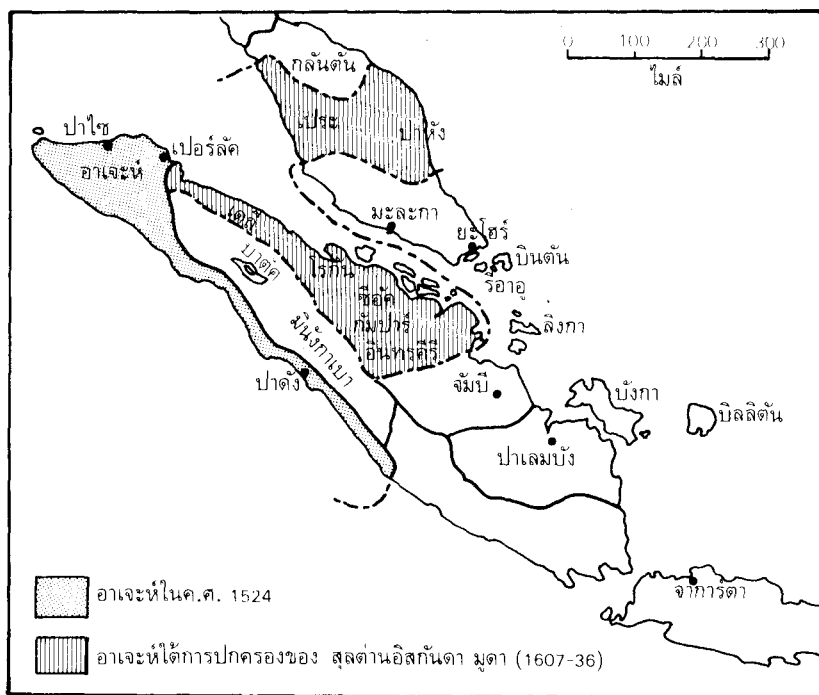 กลันตัน
0 100 200 300
ไมล์
เประ
ปาหัง
ปาไซ
เปอร์ลัค
อาเจะห์
มะละกา
ยะโฮร์
บินตัน
รีอาอู
เดลี
บาตัค
โรกัน
ซีอัค
กัมปาร์
อินทรคีรี
ลิงกา
มินังกาเบา
ปาดัง
จัมบี
บังกา
บิลลิตัน
ปาเลมบัง
จาการ์ตา
อาเจะห์ในค.ศ. 1524
อาเจะห์ใต้การปกครองของ สุลต่านอิสกันดา มูดา (1607-36)